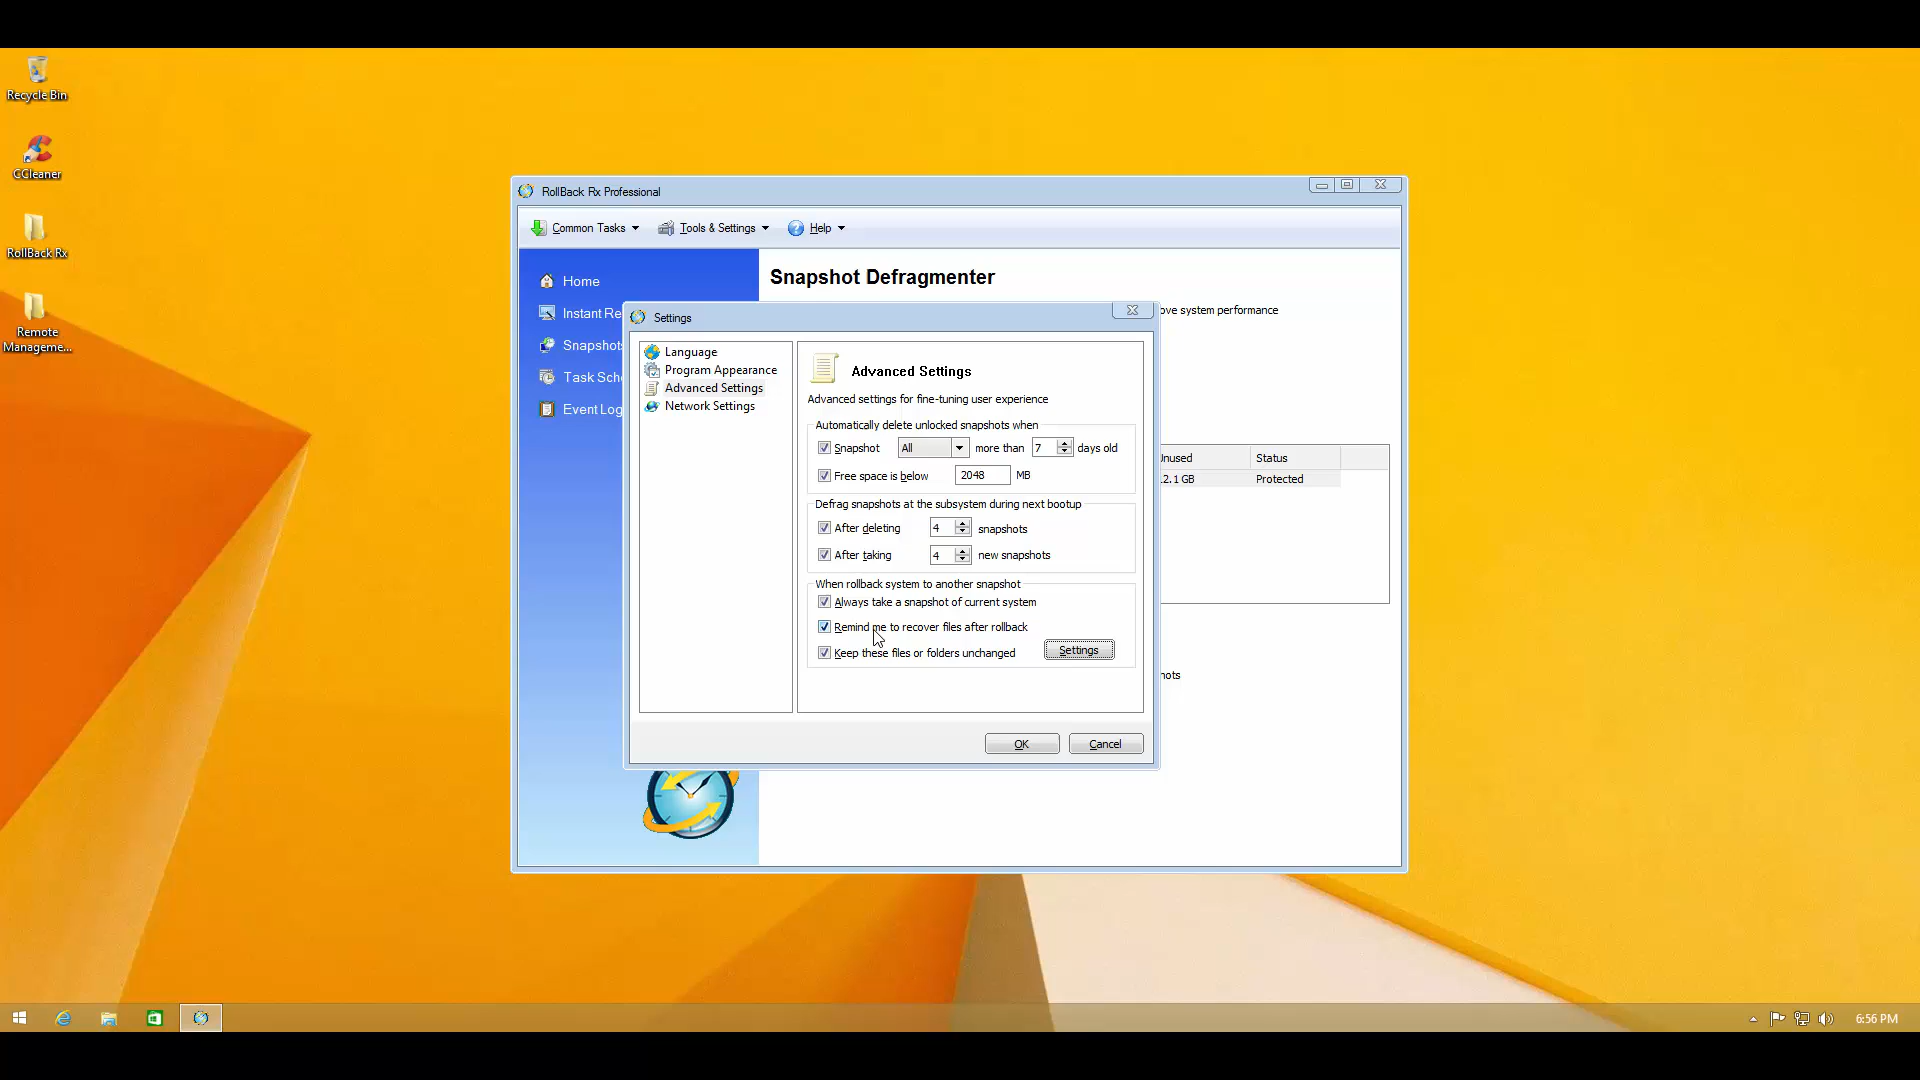 Recycle Bin
CCleaner
RollBack Rx
Remote
Manageme...
RollBack Rx Professional
Common Tasks
Tools & Settings
Help
Home
Instant Re
Snapshots
Task Sch
Event Log
Snapshot Defragmenter
ove system performance
Unused
Status
2.1 GB
Protected
ots
Settings
Language
Program Appearance
Advanced Settings
Network Settings
Advanced Settings
Advanced settings for fine-tuning user experience
Automatically delete unlocked snapshots when
Snapshot All more than 7 days old
Free space is below 2048 MB
Defrag snapshots at the subsystem during next bootup
After deleting 4 snapshots
After taking 4 new snapshots
When rollback system to another snapshot
Always take a snapshot of current system
Remind me to recover files after rollback
Keep these files or folders unchanged
Settings
OK
Cancel
6:56 PM